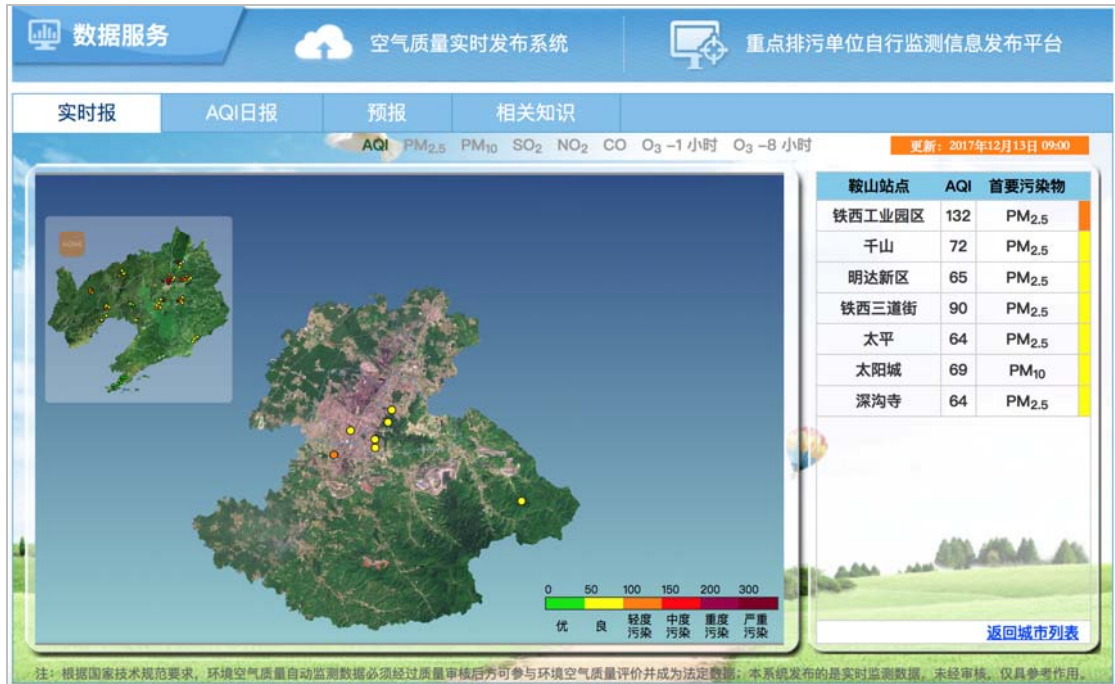 数据服务
空气质量实时发布系统
重点排污单位自行监测信息发布平台
实时报 AQI日报 预报 相关知识
AQI PM2.5 PM10 SO2 NO2 CO O3 –1 小时 O3 –8 小时
更新：2017年12月13日 09:00
鞍山站点 AQI 首要污染物
铁西工业园区 132 PM2.5
千山 72 PM2.5
明达新区 65 PM2.5
铁西三道街 90 PM2.5
太平 64 PM2.5
太阳城 69 PM10
深沟寺 64 PM2.5
HOME
0 50 100 150 200 300
优 良 轻度污染 中度污染 重度污染 严重污染
返回城市列表
注：根据国家技术规范要求，环境空气质量自动监测数据必须经过质量审核后方可参与环境空气质量评价并成为法定数据；本系统发布的是实时监测数据，未经审核，仅具参考作用。